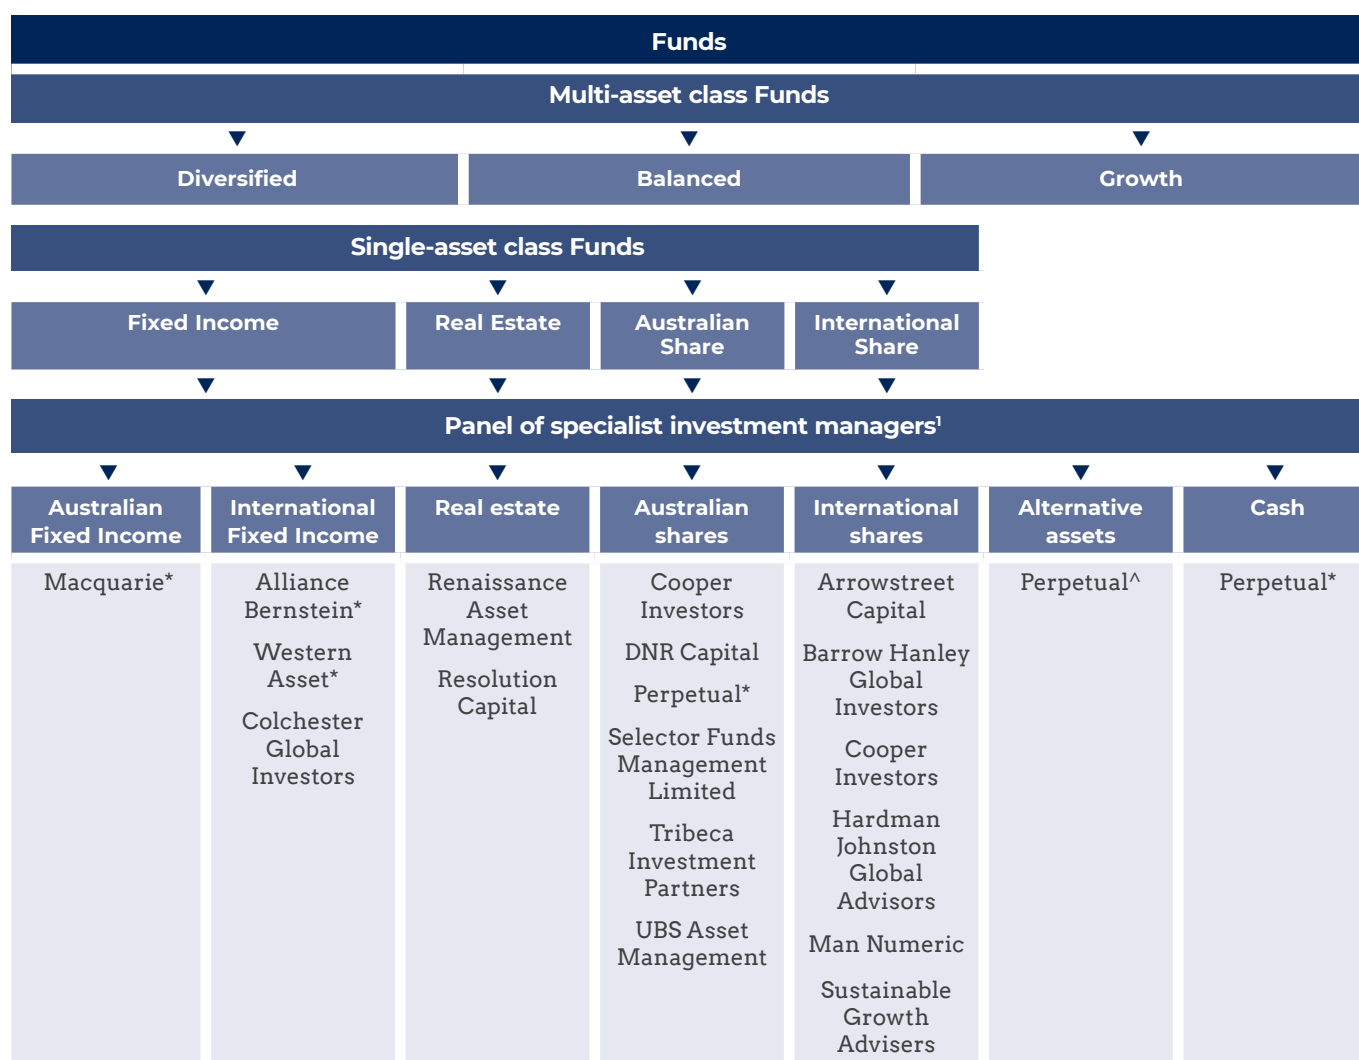 Funds
Multi-asset class Funds
Diversified
Balanced
Growth
Single-asset class Funds
Fixed Income
Real Estate
Australian
Share
International
Share
Panel of specialist investment managers¹
Australian
Fixed Income
International
Fixed Income
Real estate
Australian
shares
International
shares
Alternative
assets
Cash
Macquarie*
Alliance
Bernstein*
Western
Asset*
Colchester
Global
Investors
Renaissance
Asset
Management
Resolution
Capital
Cooper
Investors
DNR Capital
Perpetual*
Selector Funds
Management
Limited
Tribeca
Investment
Partners
UBS Asset
Management
Arrowstreet
Capital
Barrow Hanley
Global
Investors
Cooper
Investors
Hardman
Johnston
Global
Advisors
Man Numeric
Sustainable
Growth
Advisers
Perpetual^
Perpetual*